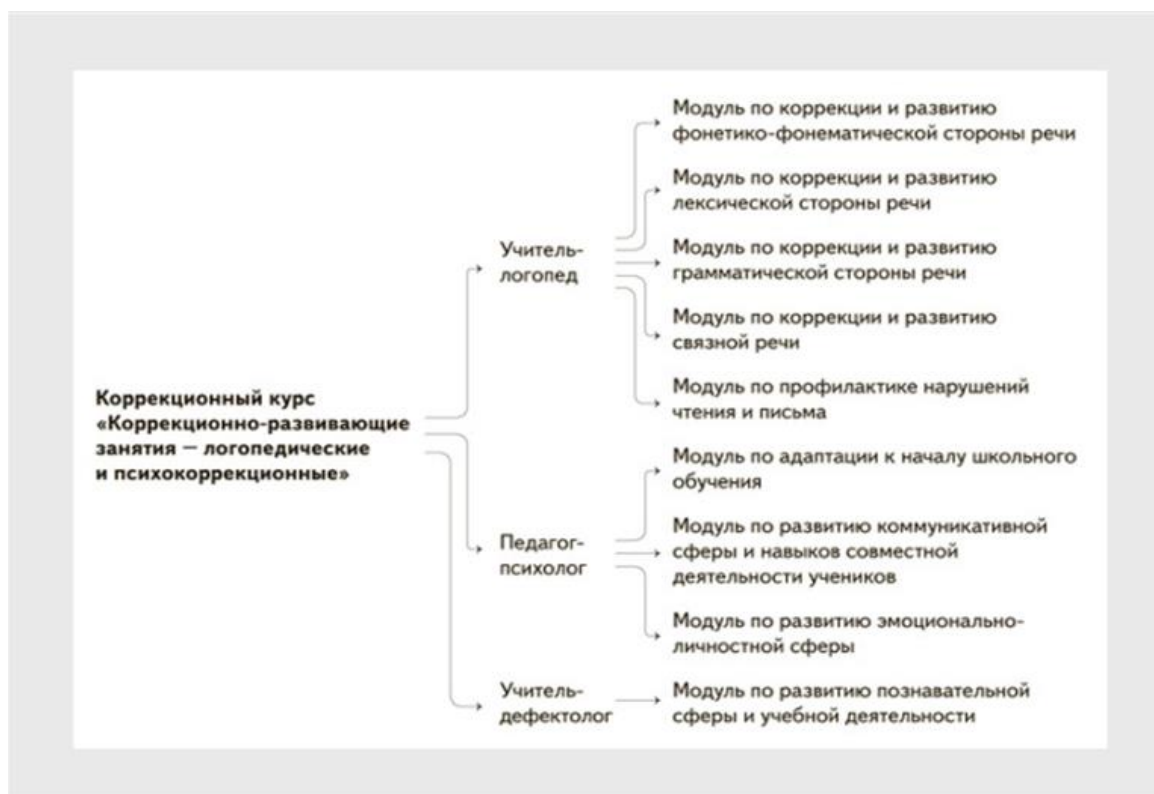 Коррекционный курс
«Коррекционно-развивающие
занятия — логопедические
и психокоррекционные»
Учитель-
логопед
Модуль по коррекции и развитию
фонетико-фонематической стороны речи
Модуль по коррекции и развитию
лексической стороны речи
Модуль по коррекции и развитию
грамматической стороны речи
Модуль по коррекции и развитию
связной речи
Модуль по профилактике нарушений
чтения и письма
Педагог-
психолог
Модуль по адаптации к началу школьного
обучения
Модуль по развитию коммуникативной
сферы и навыков совместной
деятельности учеников
Модуль по развитию эмоционально-
личностной сферы
Учитель-
дефектолог
Модуль по развитию познавательной
сферы и учебной деятельности